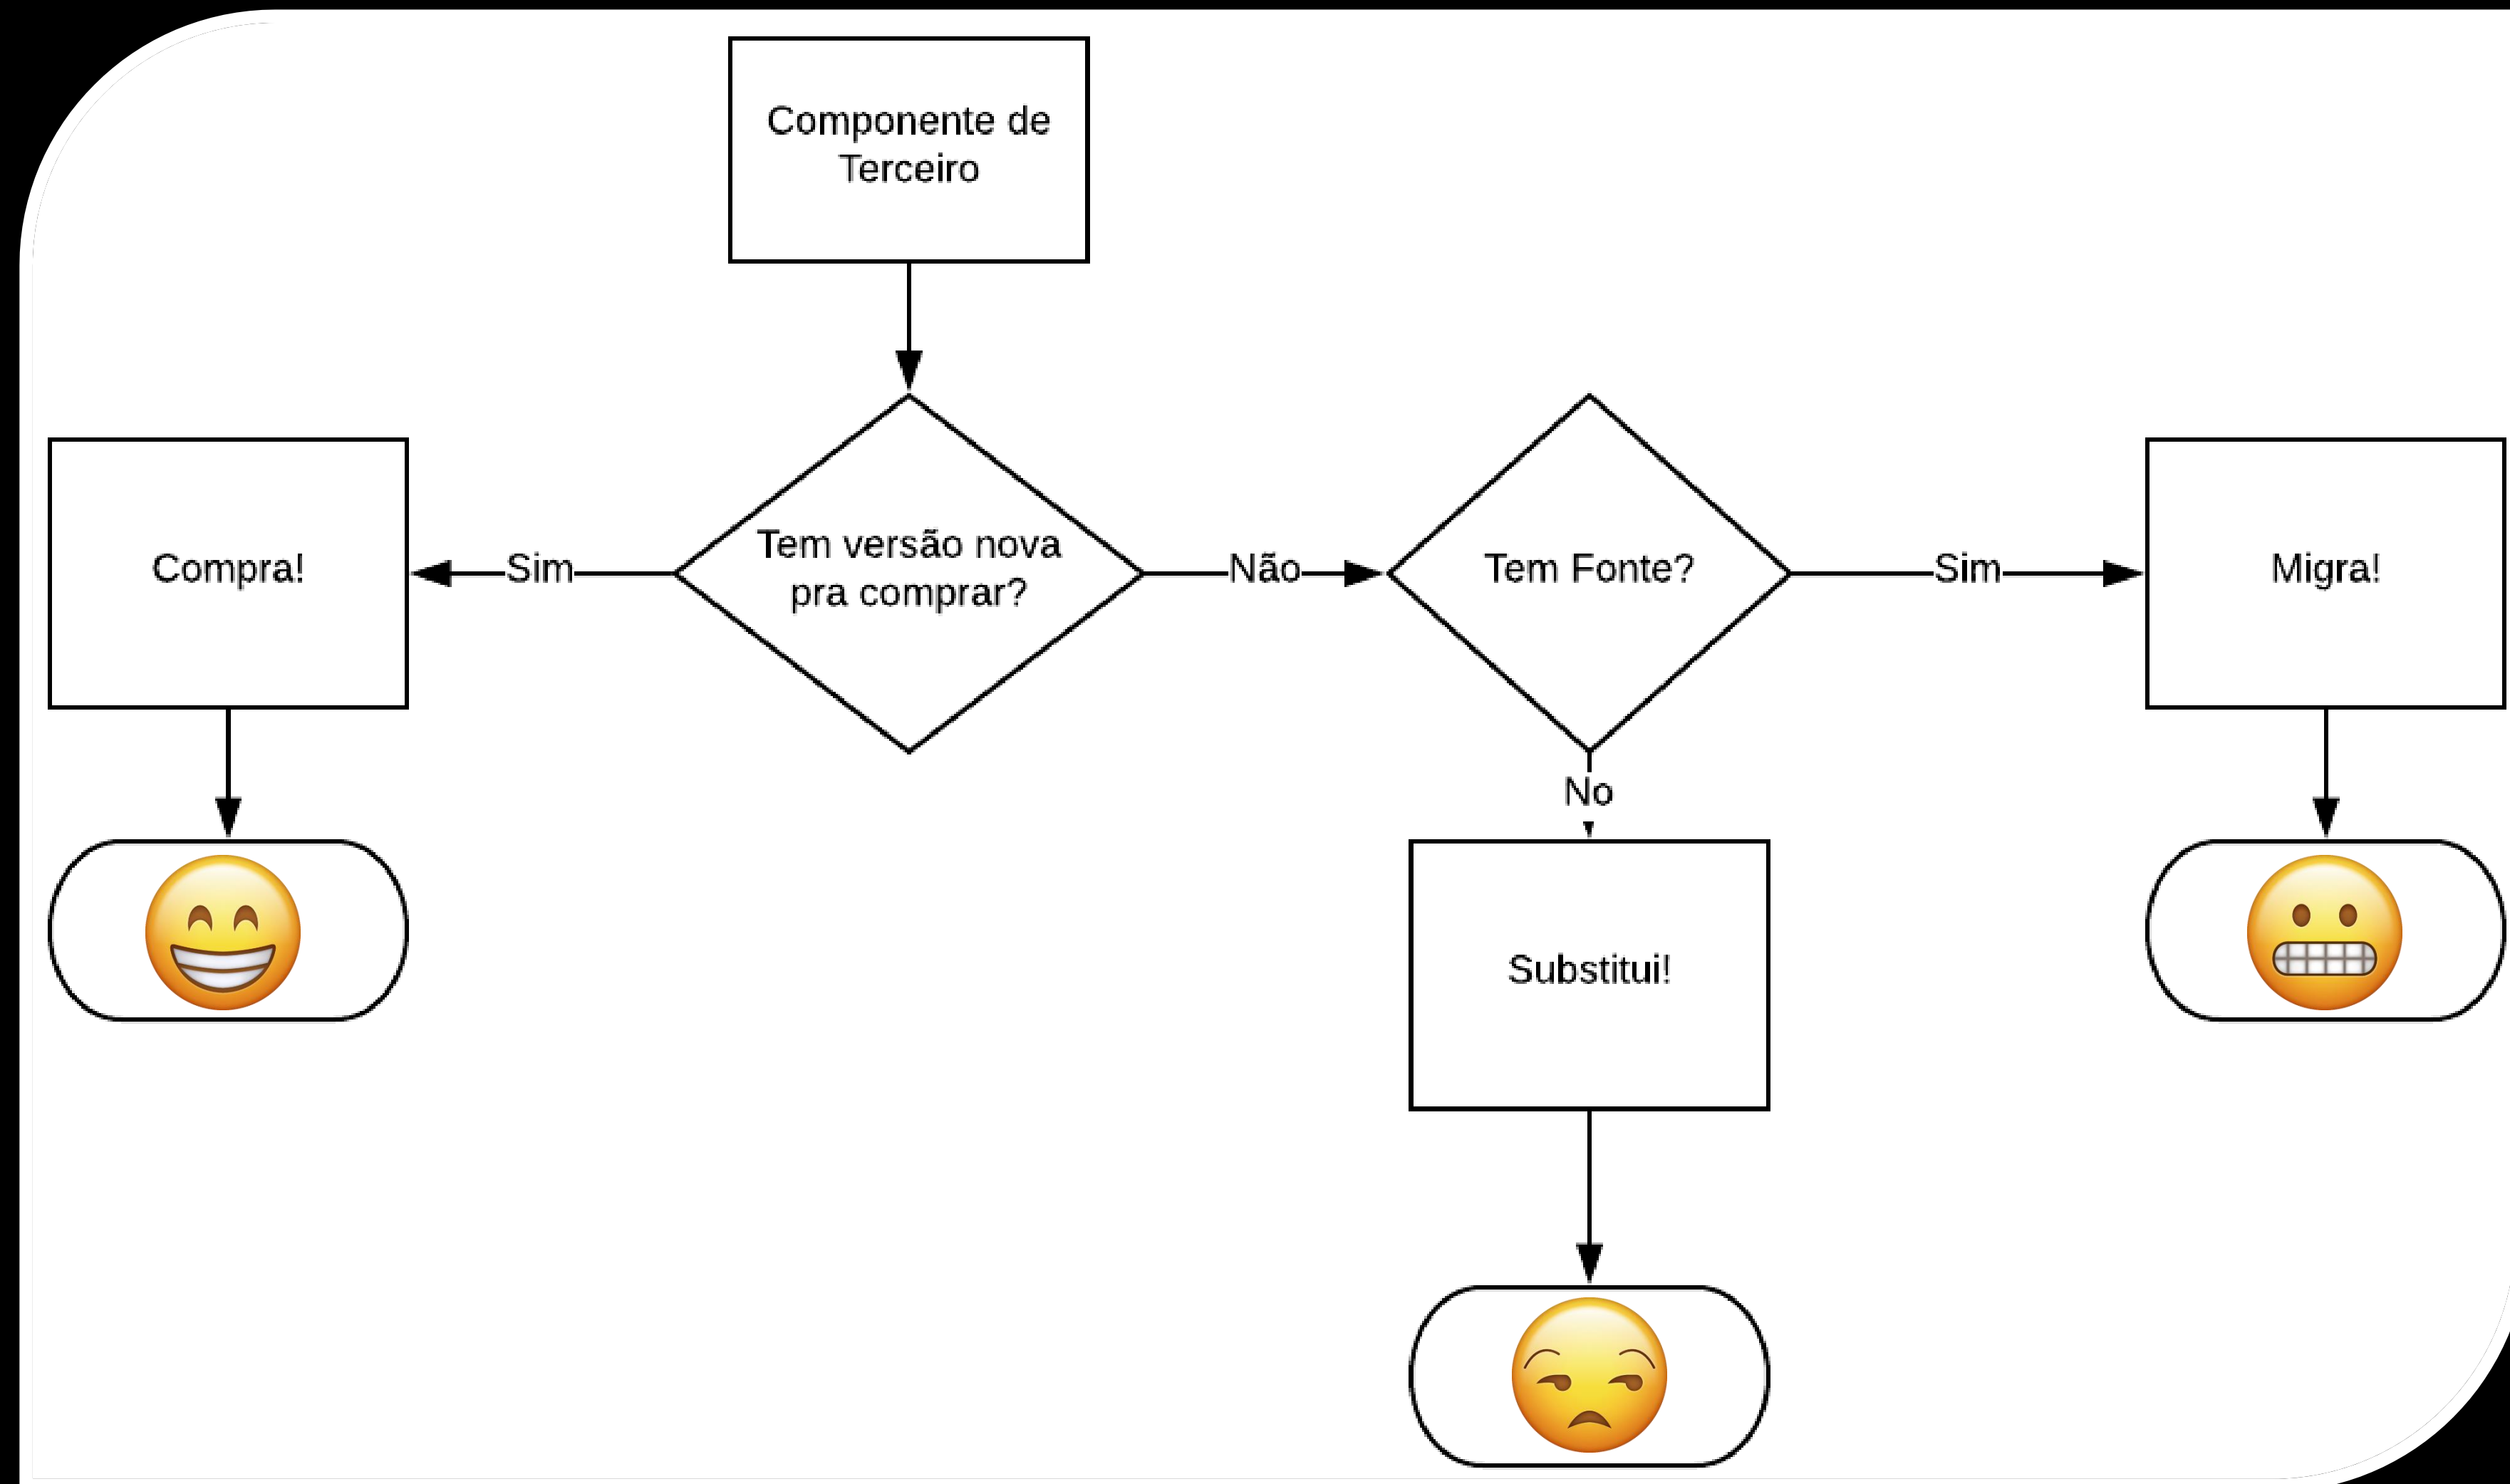 Componente de
Terceiro
Compra!
Sim
Tem versão nova
pra comprar?
Não
Tem Fonte?
Sim
Migra!
No
Substitui!